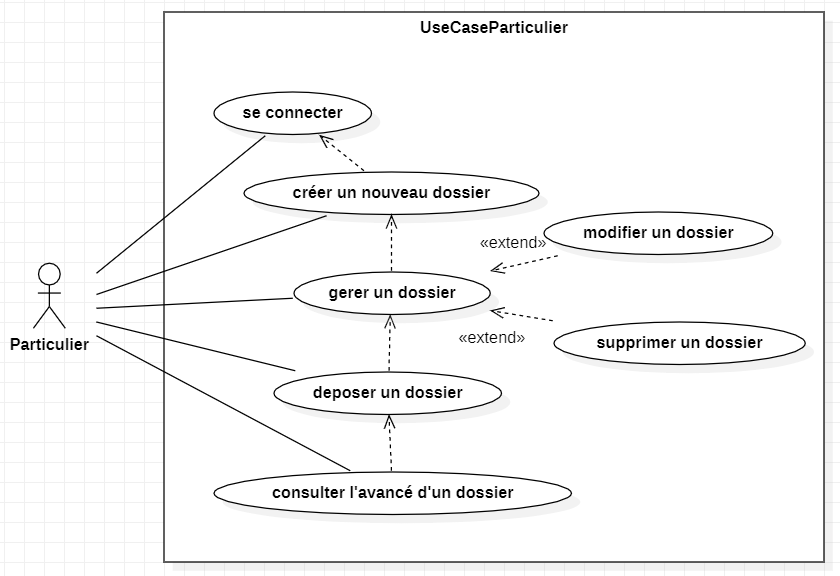 UseCaseParticulier
se connecter
créer un nouveau dossier
«extend»
modifier un dossier
gerer un dossier
Particulier
«extend»
supprimer un dossier
deposer un dossier
consulter l'avancé d'un dossier